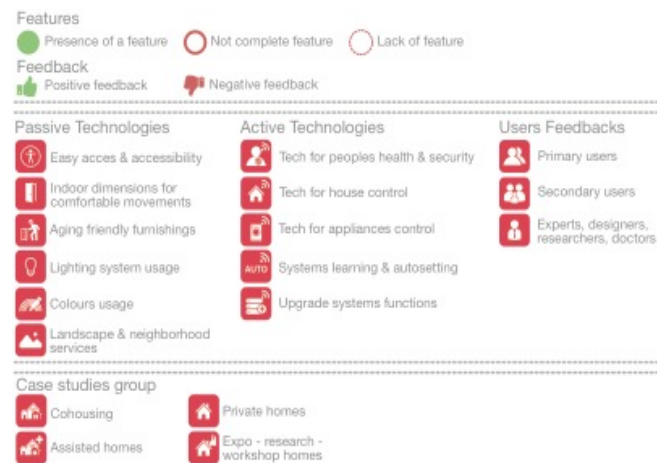 Features
Presence of a feature
Not complete feature
Lack of feature
Feedback
Positive feedback
Negative feedback
Passive Technologies
Easy acces & accessibility
Indoor dimensions for
comfortable movements
Aging friendly furnishings
Lighting system usage
Colours usage
Landscape & neighborhood
services
Active Technologies
Tech for peoples health & security
Tech for house control
Tech for appliances control
AUTO
Systems learning & autosetting
Upgrade systems functions
Users Feedbacks
Primary users
Secondary users
Experts, designers,
researchers, doctors
Case studies group
Cohousing
Assisted homes
Private homes
Expo - research -
workshop homes